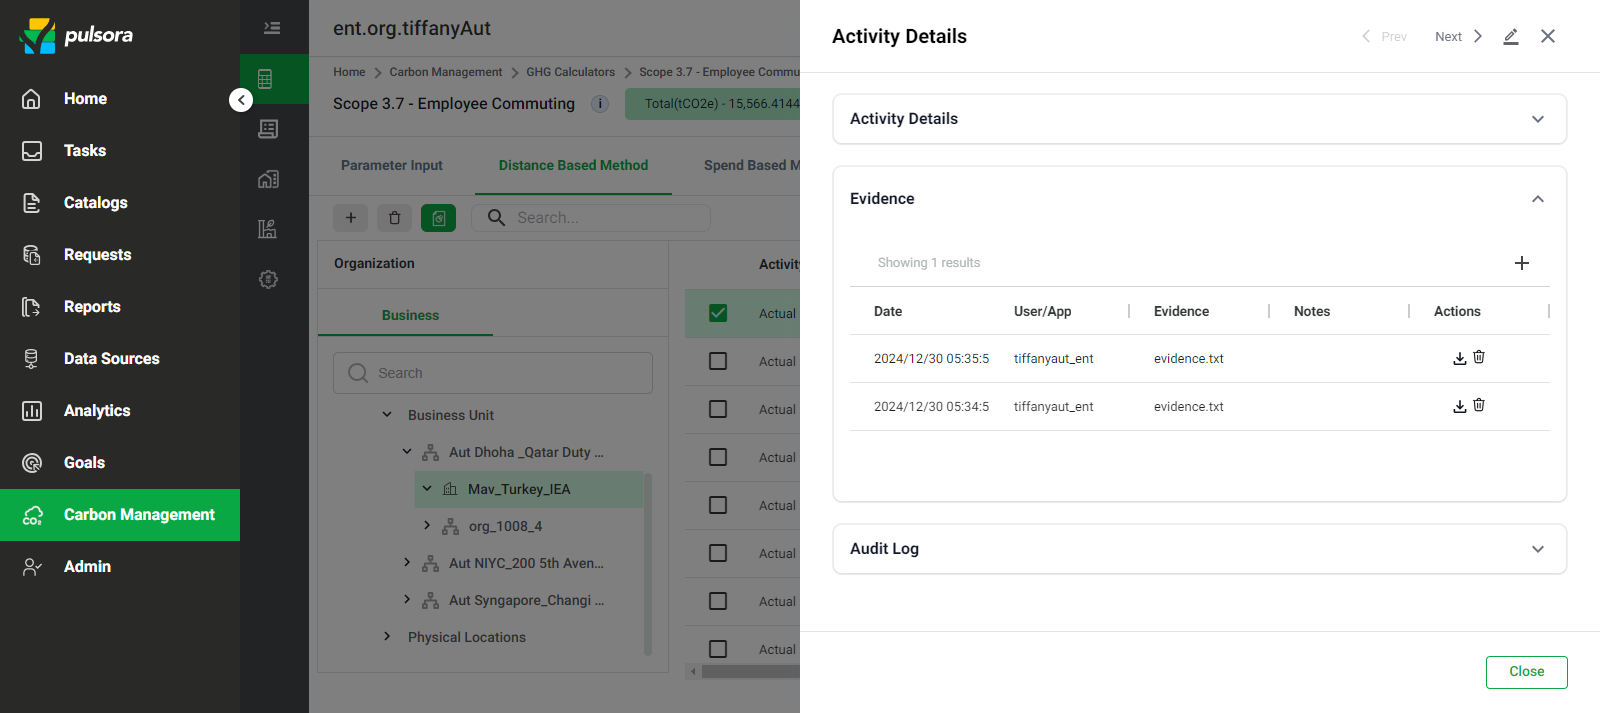 pulsora
Home
Tasks
Catalogs
Requests
Reports
Data Sources
Analytics
Goals
Carbon Management
Admin
ent.org.tiffanyAut
Home > Carbon Management > GHG Calculators > Scope 3.7 - Employee Commu
Scope 3.7 - Employee Commuting
i
Total(tCO2e) - 15,566.4144
Parameter Input
Distance Based Method
Spend Based M
Search...
Organization
Business
Search
Business Unit
Aut Dhoha _Qatar Duty ...
Mav_Turkey_IEA
org_1008_4
Aut NIYC_200 5th Aven...
Aut Syngapore_Changi ...
Physical Locations
Activity
Actual
Actual
Actual
Actual
Actual
Actual
Actual
Actual
Activity Details
Prev
Next
Activity Details
Evidence
Showing 1 results
Date User/App Evidence Notes Actions
2024/12/30 05:35:5 tiffanyaut_ent evidence.txt
2024/12/30 05:34:5 tiffanyaut_ent evidence.txt
Audit Log
Close